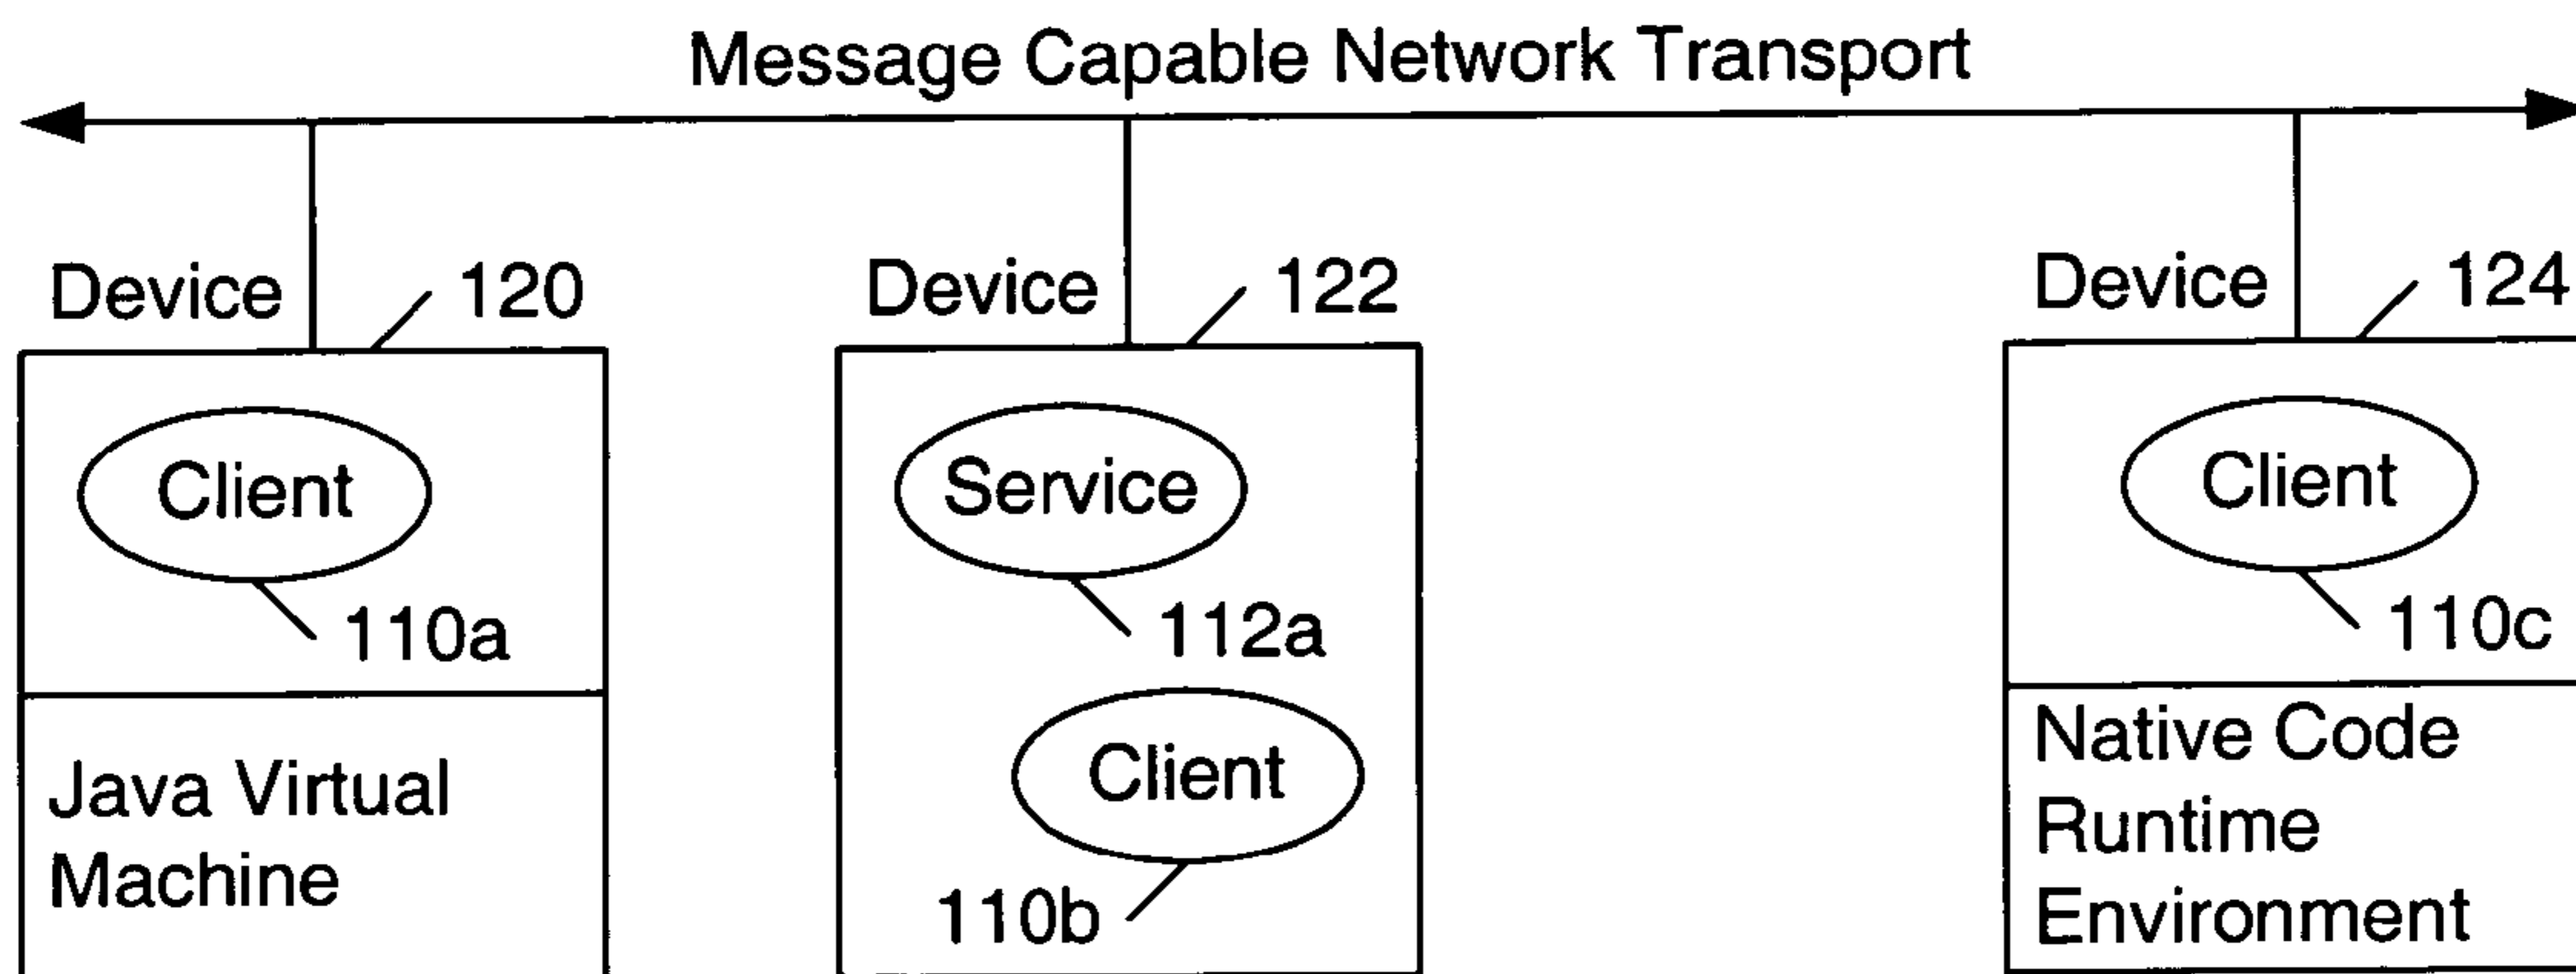 Message Capable Network Transport
Device 120
Device 122
Device 124
Client
110a
Java Virtual
Machine
Service
112a
Client
110b
Client
110c
Native Code
Runtime
Environment